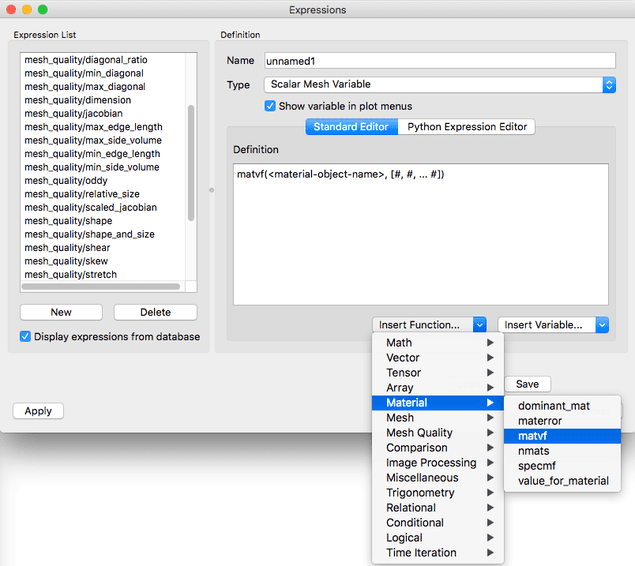 Expressions
Expression List
mesh_quality/diagonal_ratio
mesh_quality/min_diagonal
mesh_quality/max_diagonal
mesh_quality/dimension
mesh_quality/jacobian
mesh_quality/max_edge_length
mesh_quality/max_side_volume
mesh_quality/min_edge_length
mesh_quality/min_side_volume
mesh_quality/oddy
mesh_quality/relative_size
mesh_quality/scaled_jacobian
mesh_quality/shape
mesh_quality/shape_and_size
mesh_quality/shear
mesh_quality/skew
mesh_quality/stretch
New
Delete
Display expressions from database
Apply
Definition
Name
unnamed1
Type
Scalar Mesh Variable
Show variable in plot menus
Standard Editor
Python Expression Editor
Definition
matvf(<material-object-name>, [#, #, ... #])
Insert Function...
Insert Variable...
Math
Vector
Tensor
Array
Material
Mesh
Mesh Quality
Comparison
Image Processing
Miscellaneous
Trigonometry
Relational
Conditional
Logical
Time Iteration
Save
dominant_mat
materror
matvf
nmats
specmf
value_for_material